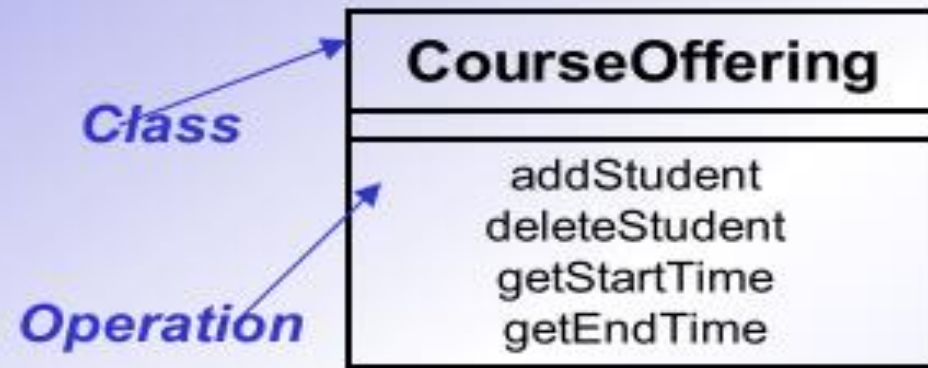 CourseOffering
Class
addStudent
deleteStudent
getStartTime
getEndTime
Operation